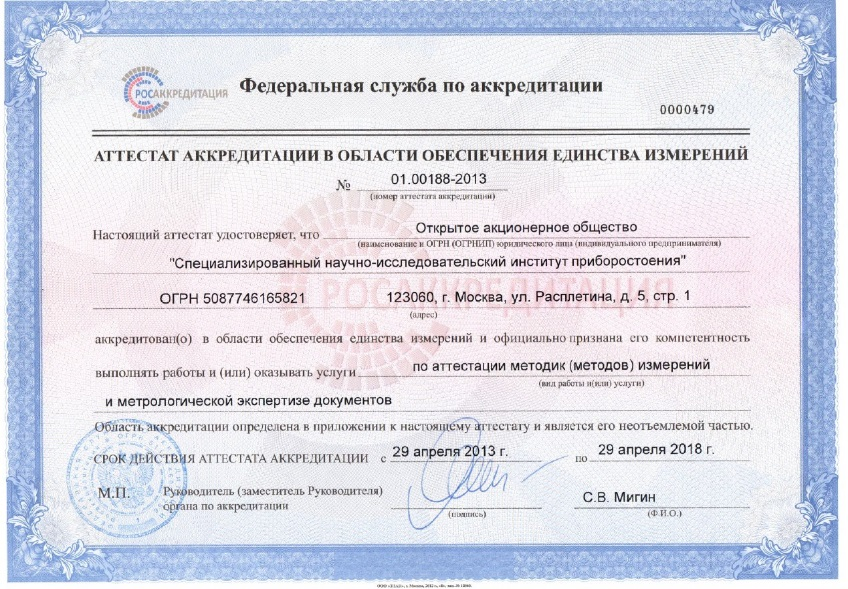 РОСАККРЕДИТАЦИЯ
Федеральная служба по аккредитации
0000479
АТТЕСТАТ АККРЕДИТАЦИИ В ОБЛАСТИ ОБЕСПЕЧЕНИЯ ЕДИНСТВА ИЗМЕРЕНИЙ
№ 01.00188-2013
(номер аттестата аккредитации)
Настоящий аттестат удостоверяет, что Открытое акционерное общество
(наименование и ОГРН (ОГРНИП) юридического лица (индивидуального предпринимателя)
"Специализированный научно-исследовательский институт приборостоения"
РОСАККРЕДИТАЦИЯ
ОГРН 5087746165821 123060, г. Москва, ул. Расплетина, д. 5, стр. 1
(адрес)
аккредитован(о) в области обеспечения единства измерений и официально признана его компетентность
выполнять работы и (или) оказывать услуги по аттестации методик (методов) измерений
(вид работы и(или) услуги)
и метрологической экспертизе документов
Область аккредитации определена в приложении к настоящему аттестату и является его неотъемлемой частью.
СРОК ДЕЙСТВИЯ АТТЕСТАТА АККРЕДИТАЦИИ с 29 апреля 2013 г. по 29 апреля 2018 г.
М.П. Руководитель (заместитель Руководителя)
органа по аккредитации
С.В. Мигин
(подпись) (Ф.И.О.)